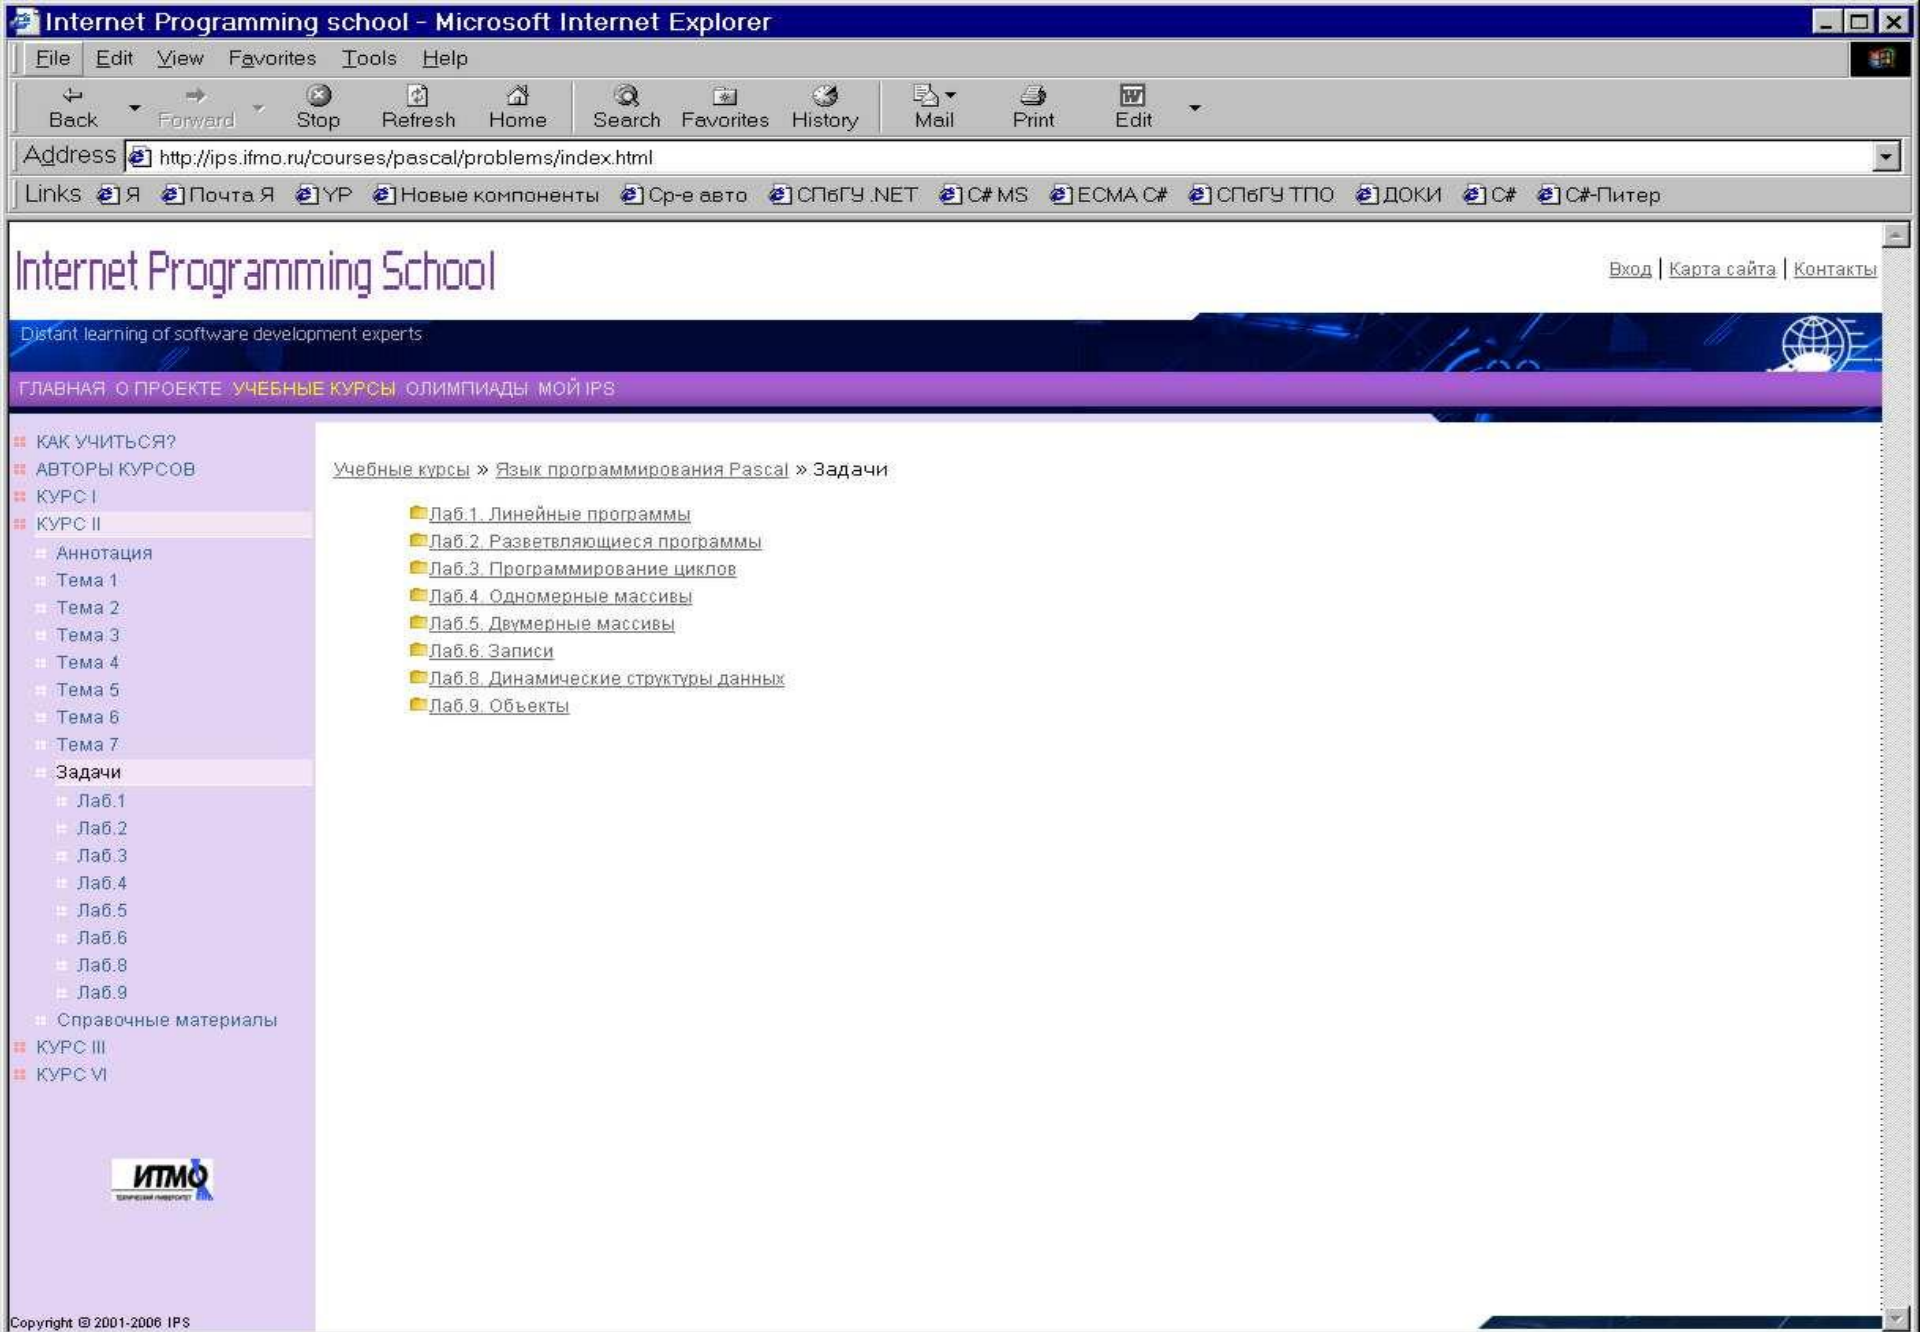 Internet Programming school - Microsoft Internet Explorer
File Edit View Favorites Tools Help
Back Forward Stop Refresh Home Search Favorites History Mail Print Edit
Address http://ips.ifmo.ru/courses/pascal/problems/index.html
Links Я Почта Я YP Новые компоненты Ср-е авто СПбГУ .NET C# MS ECMA C# СПбГУ ТПО ДОКИ C# C#-Питер
Internet Programming School
Вход | Карта сайта | Контакты
Distant learning of software development experts
ГЛАВНАЯ О ПРОЕКТЕ УЧЕБНЫЕ КУРСЫ ОЛИМПИАДЫ МОЙ IPS
КАК УЧИТЬСЯ?
АВТОРЫ КУРСОВ
КУРС I
КУРС II
Аннотация
Тема 1
Тема 2
Тема 3
Тема 4
Тема 5
Тема 6
Тема 7
Задачи
Лаб.1
Лаб.2
Лаб.3
Лаб.4
Лаб.5
Лаб.6
Лаб.8
Лаб.9
Справочные материалы
КУРС III
КУРС VI
ИТМО
Copyright © 2001-2006 IPS
Учебные курсы » Язык программирования Pascal » Задачи
Лаб.1. Линейные программы
Лаб.2. Разветвляющиеся программы
Лаб.3. Программирование циклов
Лаб.4. Одномерные массивы
Лаб.5. Двумерные массивы
Лаб.6. Записи
Лаб.8. Динамические структуры данных
Лаб.9. Объекты